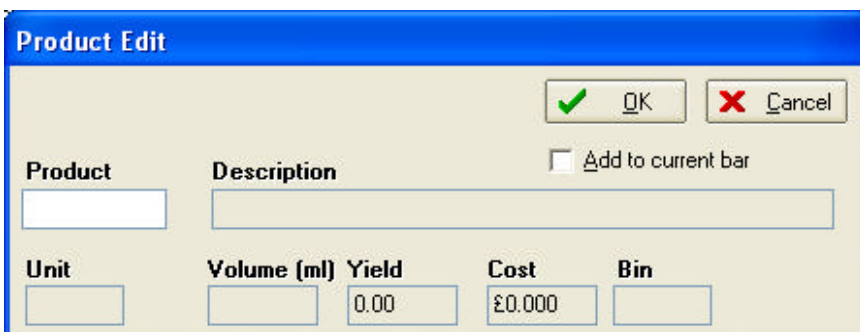 Product Edit
OK Cancel
Add to current bar
Product Description
Unit Volume (ml) Yield Cost Bin
0.00 £0.000